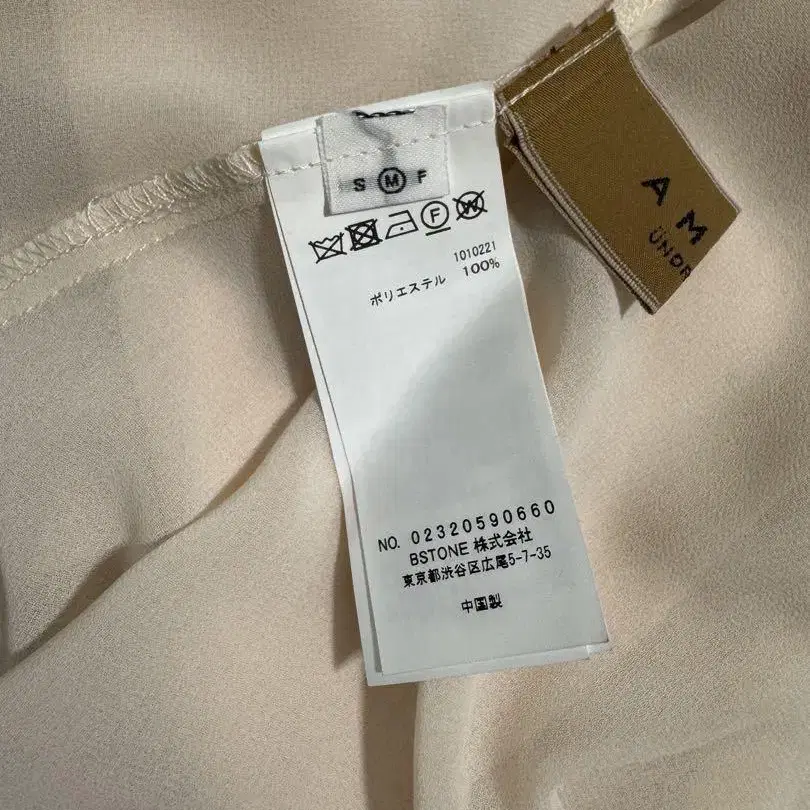 S M F
F W
1010221
ポリエステル 100%
NO. 02320590660
BSTONE 株式会社
東京都渋谷区広尾5-7-35
中国製
A M
ÜNDR